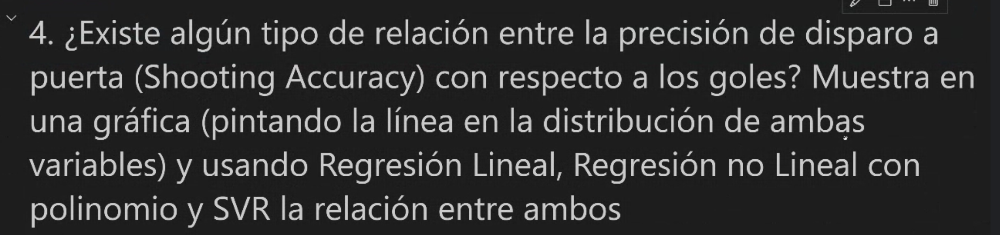 4. ¿Existe algún tipo de relación entre la precisión de disparo a
puerta (Shooting Accuracy) con respecto a los goles? Muestra en
una gráfica (pintando la línea en la distribución de ambas
variables) y usando Regresión Lineal, Regresión no Lineal con
polinomio y SVR la relación entre ambos